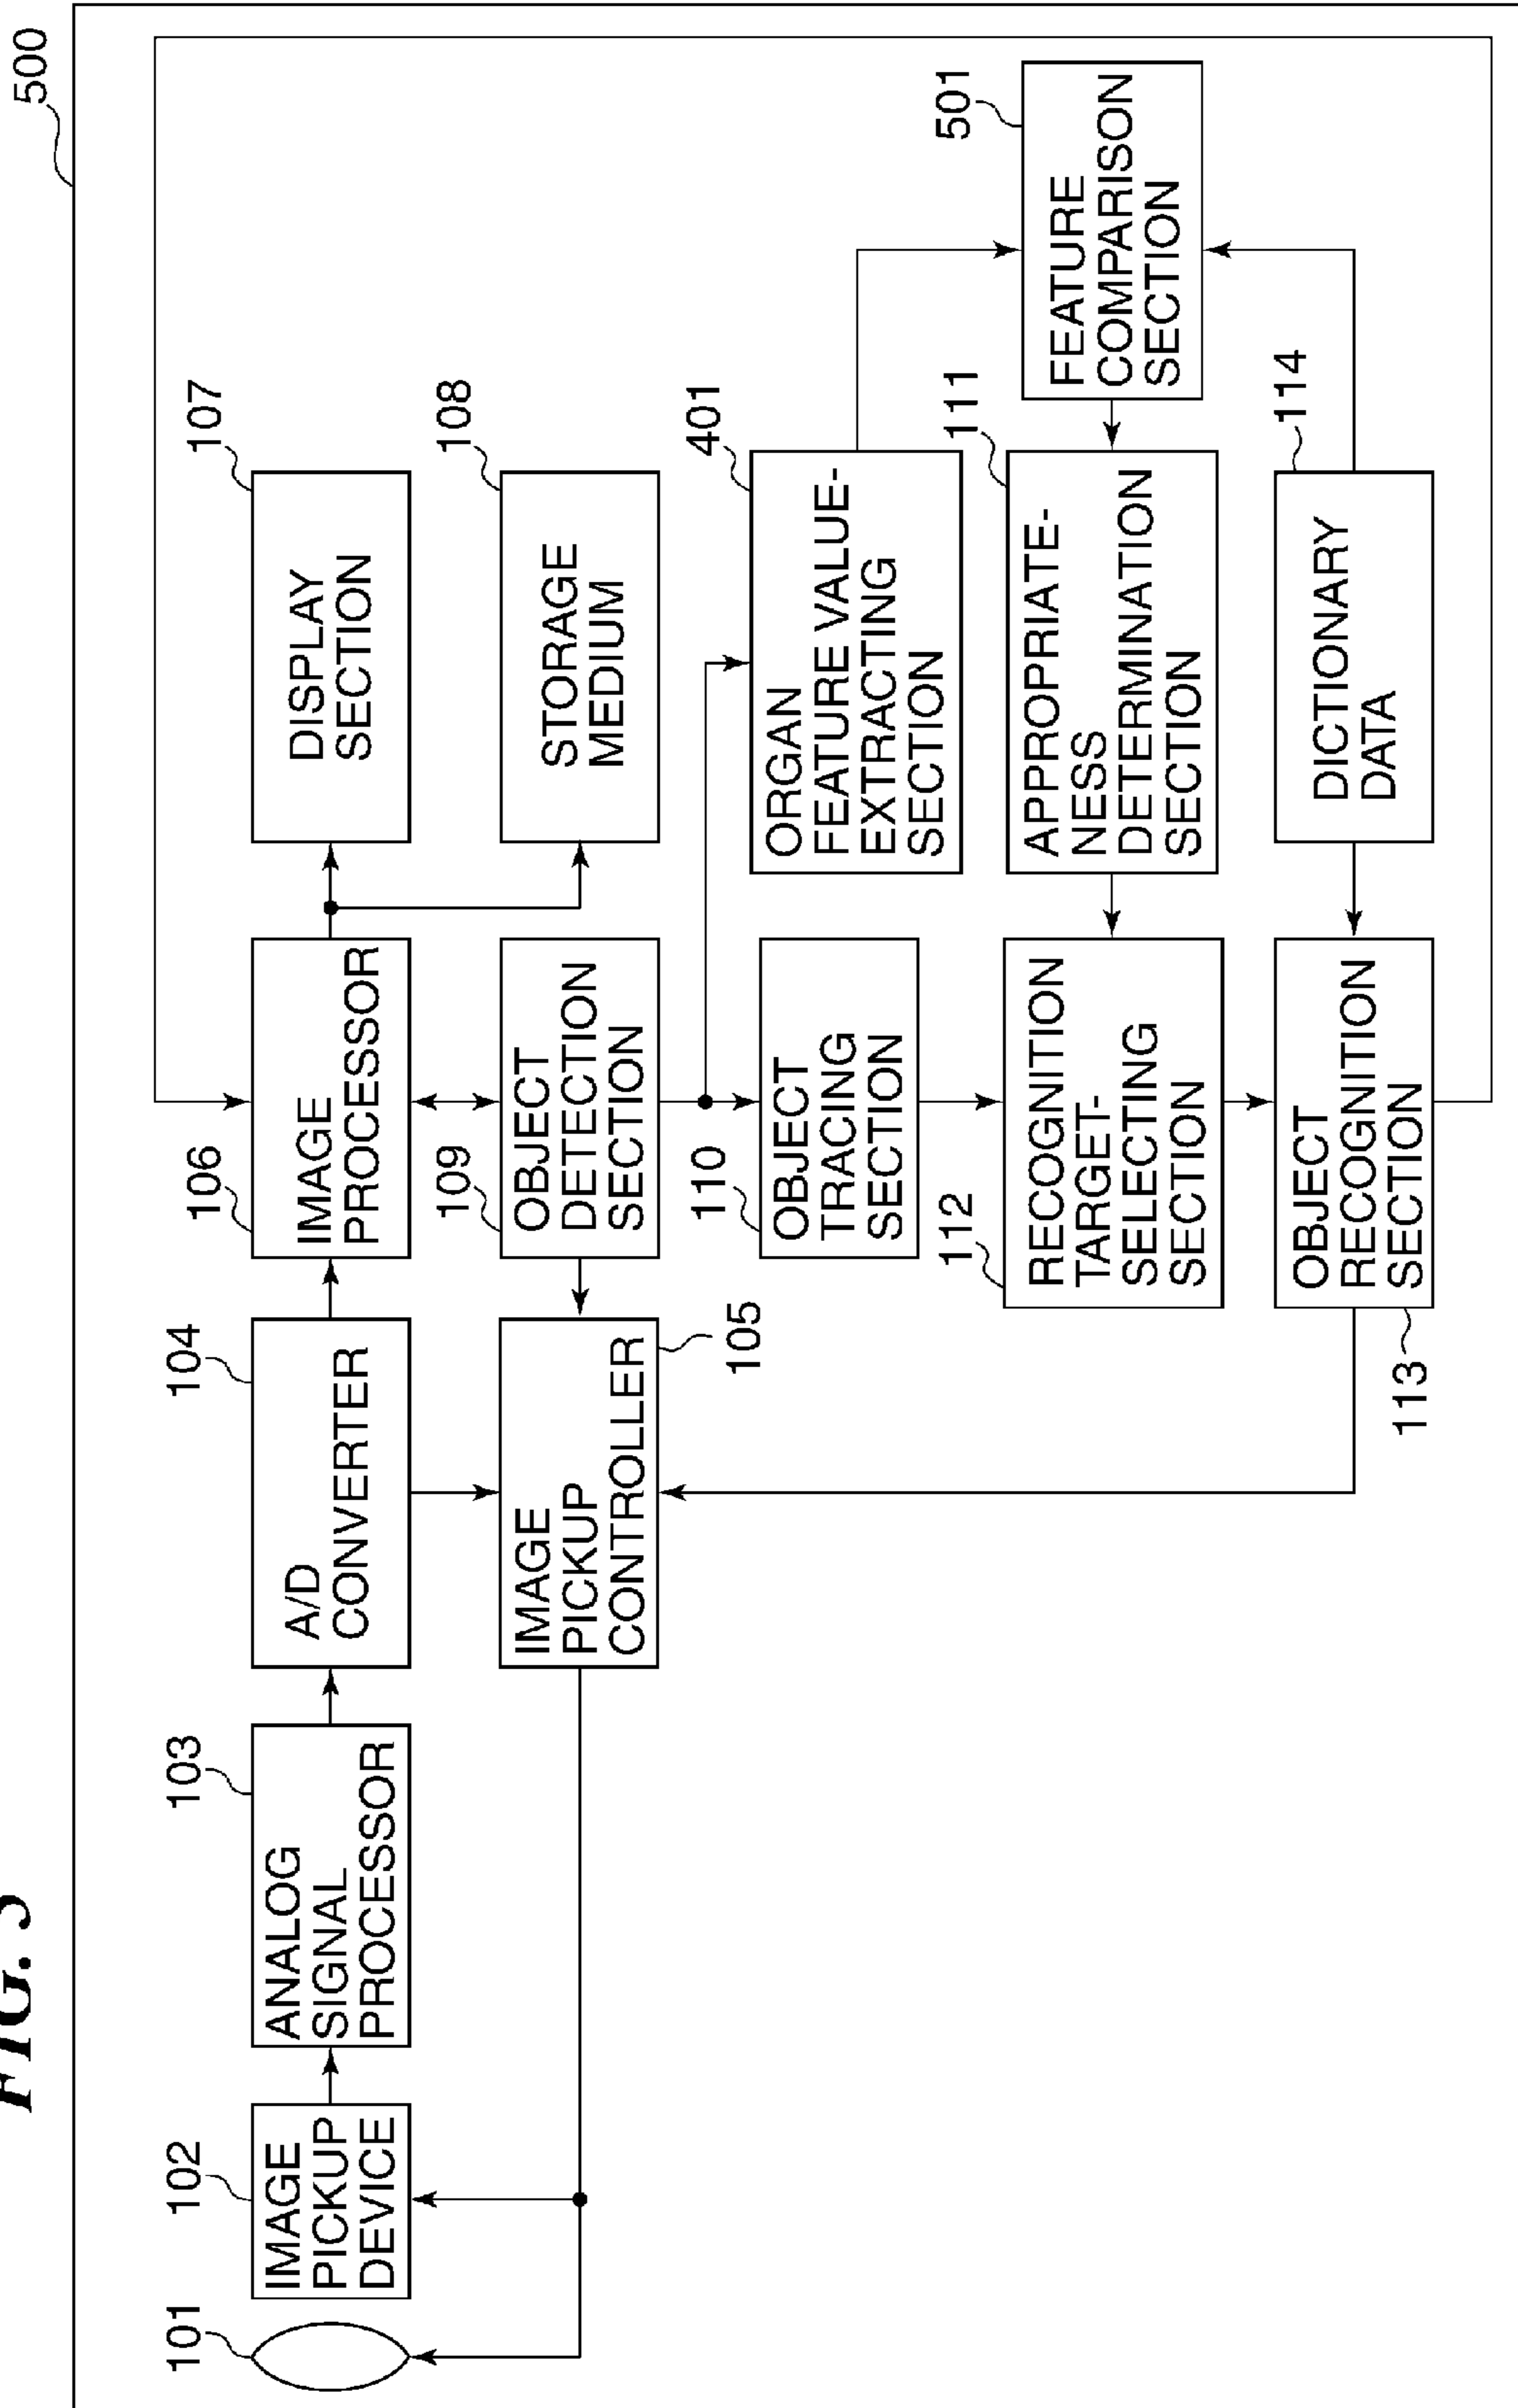 FIG. 5
500
101
102
IMAGE
PICKUP
DEVICE
103
ANALOG
SIGNAL
PROCESSOR
104
A/D
CONVERTER
106
IMAGE
PROCESSOR
107
DISPLAY
SECTION
105
IMAGE
PICKUP
CONTROLLER
109
OBJECT
DETECTION
SECTION
108
STORAGE
MEDIUM
110
OBJECT
TRACING
SECTION
401
ORGAN
FEATURE VALUE-
EXTRACTING
SECTION
501
FEATURE
COMPARISON
SECTION
112
RECOGNITION
TARGET-
SELECTING
SECTION
111
APPROPRIATE-
NESS
DETERMINATION
SECTION
113
OBJECT
RECOGNITION
SECTION
114
DICTIONARY
DATA